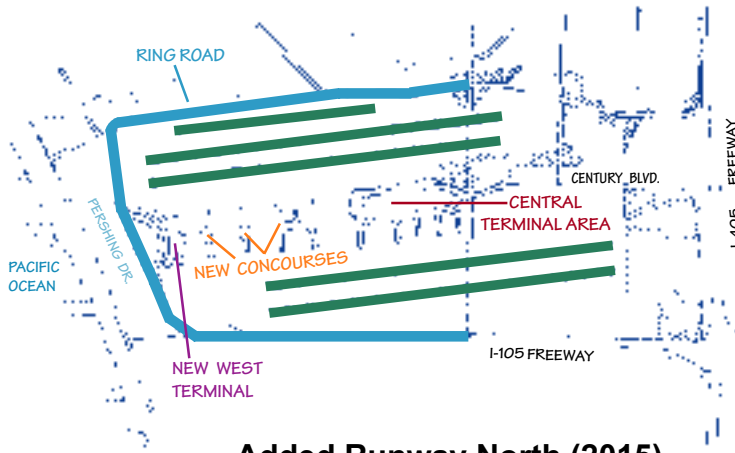 RING ROAD
CENTURY BLVD.
FREEWAY
I-405
CENTRAL
TERMINAL AREA
PERSHING DR.
NEW CONCOURSES
PACIFIC
OCEAN
I-105 FREEWAY
NEW WEST
TERMINAL
Added Runway North (2015)